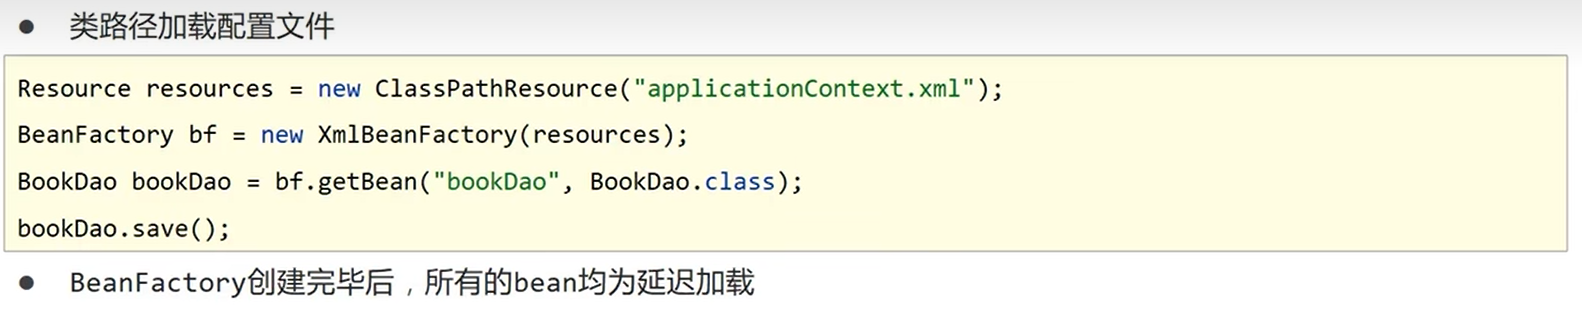 ● 类路径加载配置文件
Resource resources = new ClassPathResource("applicationContext.xml");
BeanFactory bf = new XmlBeanFactory(resources);
BookDao bookDao = bf.getBean("bookDao", BookDao.class);
bookDao.save();
● BeanFactory创建完毕后，所有的bean均为延迟加载